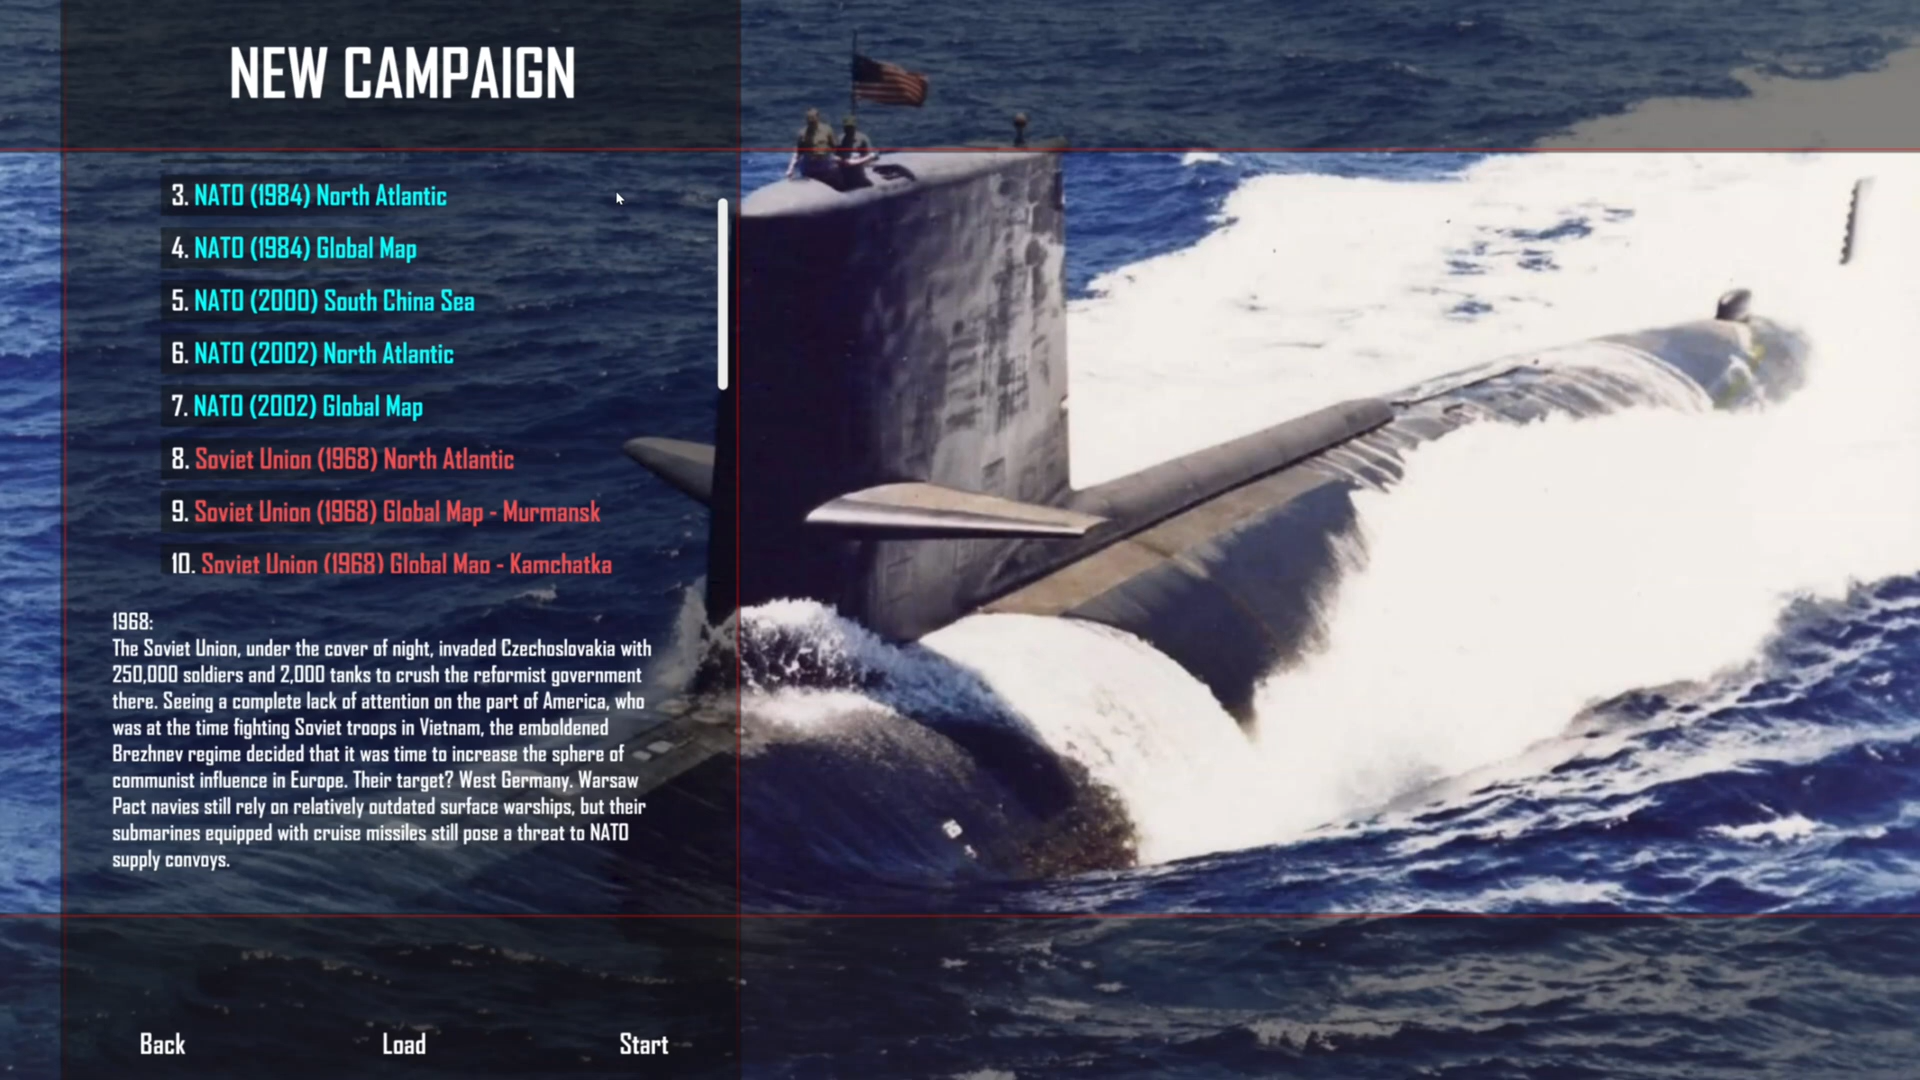 NEW CAMPAIGN
3. NATO (1984) North Atlantic
4. NATO (1984) Global Map
5. NATO (2000) South China Sea
6. NATO (2002) North Atlantic
7. NATO (2002) Global Map
8. Soviet Union (1968) North Atlantic
9. Soviet Union (1968) Global Map - Murmansk
10. Soviet Union (1968) Global Map - Kamchatka
1968:
The Soviet Union, under the cover of night, invaded Czechoslovakia with
250,000 soldiers and 2,000 tanks to crush the reformist government
there. Seeing a complete lack of attention on the part of America, who
was at the time fighting Soviet troops in Vietnam, the emboldened
Brezhnev regime decided that it was time to increase the sphere of
communist influence in Europe. Their target? West Germany. Warsaw
Pact navies still rely on relatively outdated surface warships, but their
submarines equipped with cruise missiles still pose a threat to NATO
supply convoys.
Back
Load
Start